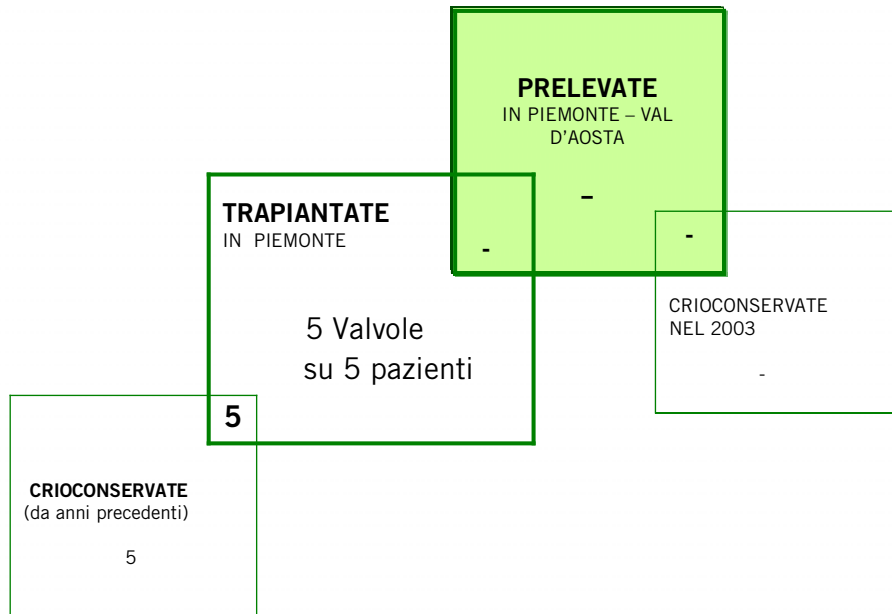 PRELEVATE
IN PIEMONTE – VAL
D'AOSTA
–
TRAPIANTATE
IN PIEMONTE
-
-
5 Valvole
su 5 pazienti
CRIOCONSERVATE
NEL 2003
-
5
CRIOCONSERVATE
(da anni precedenti)
5